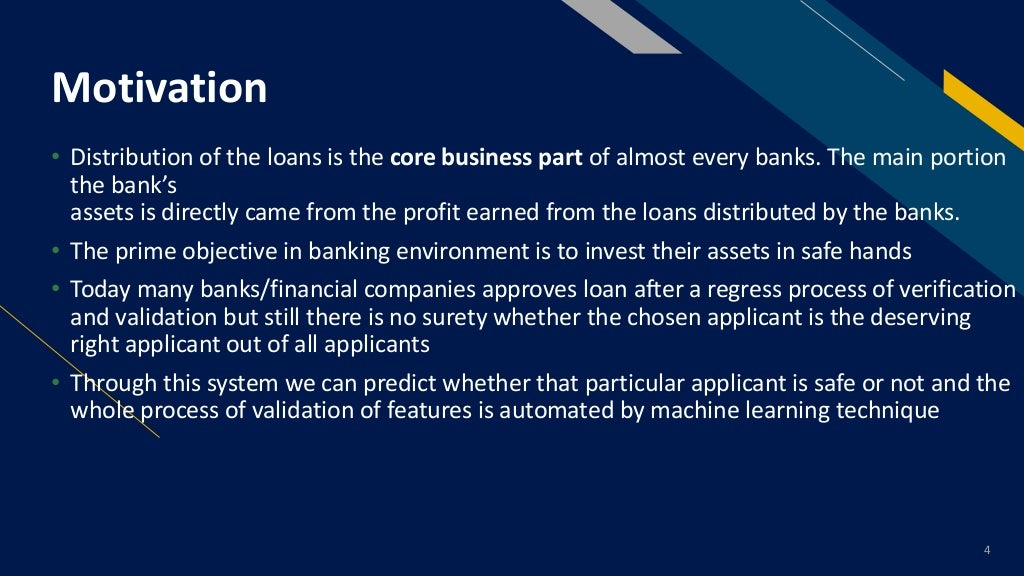 Motivation
• Distribution of the loans is the core business part of almost every banks. The main portion
the bank’s
assets is directly came from the profit earned from the loans distributed by the banks.
• The prime objective in banking environment is to invest their assets in safe hands
• Today many banks/financial companies approves loan after a regress process of verification
and validation but still there is no surety whether the chosen applicant is the deserving
right applicant out of all applicants
• Through this system we can predict whether that particular applicant is safe or not and the
whole process of validation of features is automated by machine learning technique
4